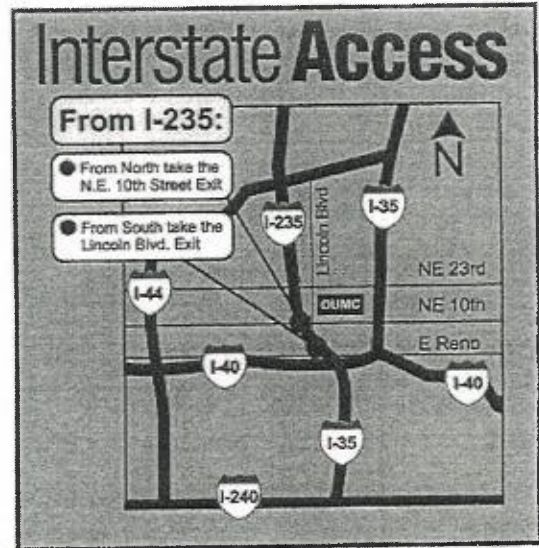 Interstate Access
From I-235:
From North take the
N.E. 10th Street Exit
From South take the
Lincoln Blvd. Exit
N
I-235
Lincoln Blvd
I-35
I-44
NE 23rd
OUMC
NE 10th
E Reno
I-40
I-40
I-35
I-240